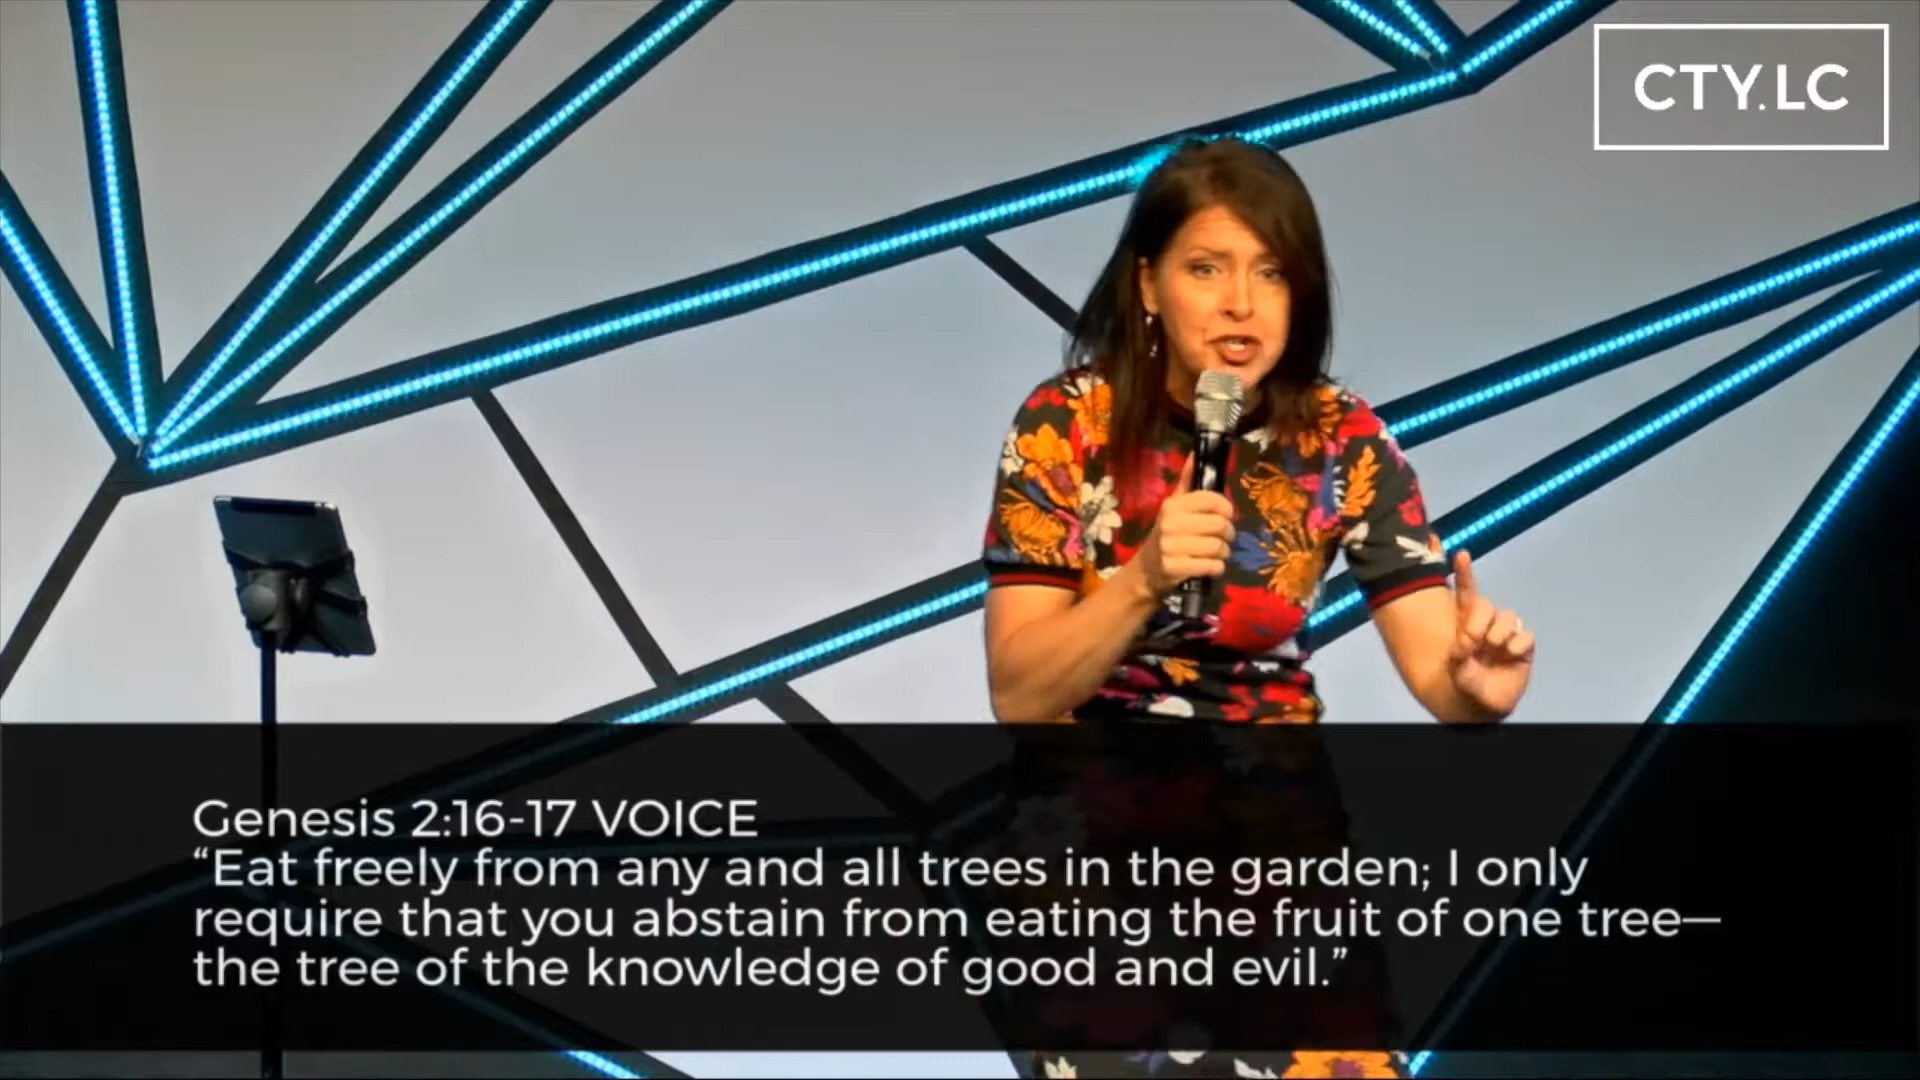 CTY.LC
Genesis 2:16-17 VOICE
“Eat freely from any and all trees in the garden; I only
require that you abstain from eating the fruit of one tree—
the tree of the knowledge of good and evil.”